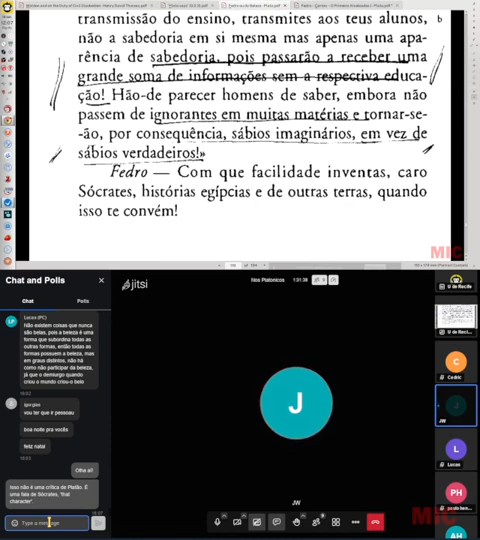 transmissão do ensino, transmites aos teus alunos,
não a sabedoria em si mesma mas apenas uma apa-
rência de sabedoria, pois passarão a receber uma
grande soma de informações sem a respectiva educa-
ção! Hão-de parecer homens de saber, embora não
passem de ignorantes em muitas matérias e tornar-se-
-ão, por consequência, sábios imaginários, em vez de
sábios verdadeiros!»
Fedro — Com que facilidade inventas, caro
Sócrates, histórias egípcias e de outras terras, quando
isso te convém!
b
MIC
Chat and Polls
Chat
Polls
Lucas (PC)
Não existem coisas que nunca
são belas, pois a beleza é uma
forma que subordina todas as
outras formas, então todas as
formas possuem a beleza, mas
em graus distintos, não há
como não participar da beleza,
já que o demiurgo quando
criou o mundo criou-o belo
vou ter que ir pessoau
boa noite pra vocês
feliz natal
Olha aí!
Isso não é uma crítica de Platão. É
uma fala de Sócrates, "that
character".
Type a message
jitsi
Nos Platonicos
1:31:38
J
JW
C
Cedric
JW
L
Lucas
PH
AH
MIC